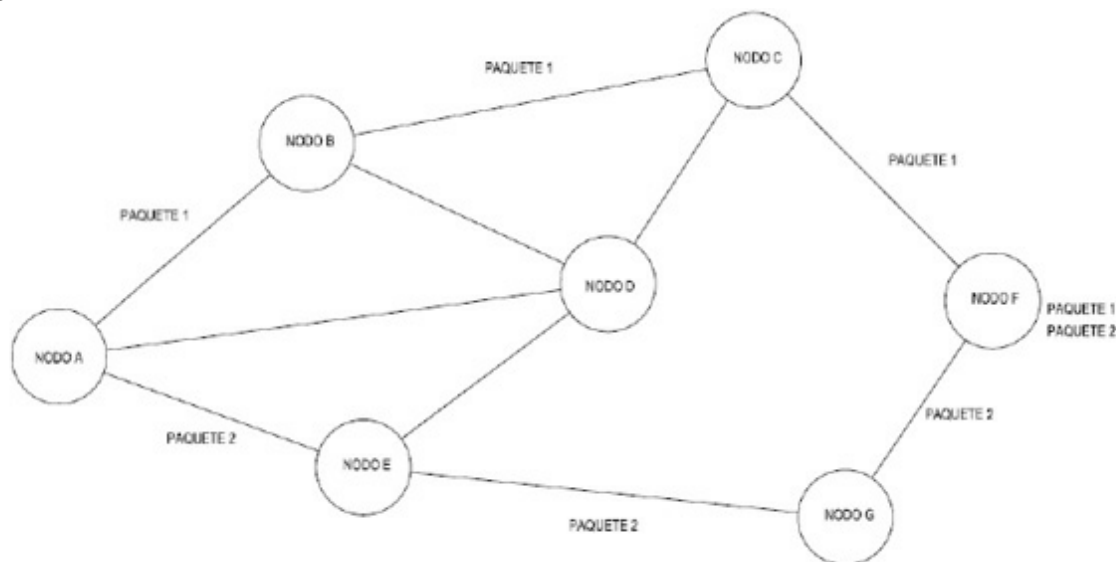 NODO C
PAQUETE 1
NODO B
PAQUETE 1
PAQUETE 1
NODO D
NODO F
PAQUETE 1
PAQUETE 2
NODO A
PAQUETE 2
PAQUETE 2
NODO E
NODO G
PAQUETE 2